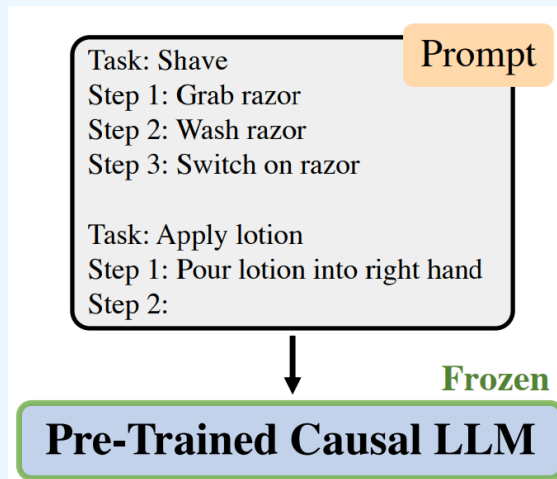 Prompt
Task: Shave
Step 1: Grab razor
Step 2: Wash razor
Step 3: Switch on razor
Task: Apply lotion
Step 1: Pour lotion into right hand
Step 2:
Frozen
Pre-Trained Causal LLM